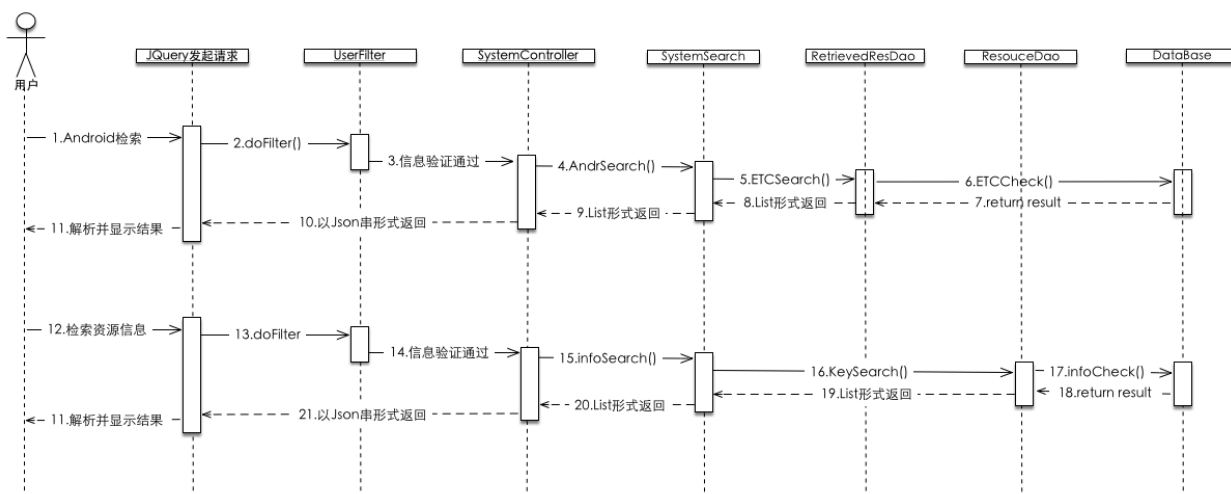 用户
JQuery发起请求
UserFilter
SystemController
SystemSearch
RetrievedResDao
ResouceDao
DataBase
1.Android检索
2.doFilter()
3.信息验证通过
4.AndrSearch()
5.ETCSearch()
6.ETCCheck()
7.return result
8.List形式返回
9.List形式返回
10.以Json串形式返回
11.解析并显示结果
12.检索资源信息
13.doFilter
14.信息验证通过
15.infoSearch()
16.KeySearch()
17.infoCheck()
18.return result
19.List形式返回
20.List形式返回
21.以Json串形式返回
11.解析并显示结果